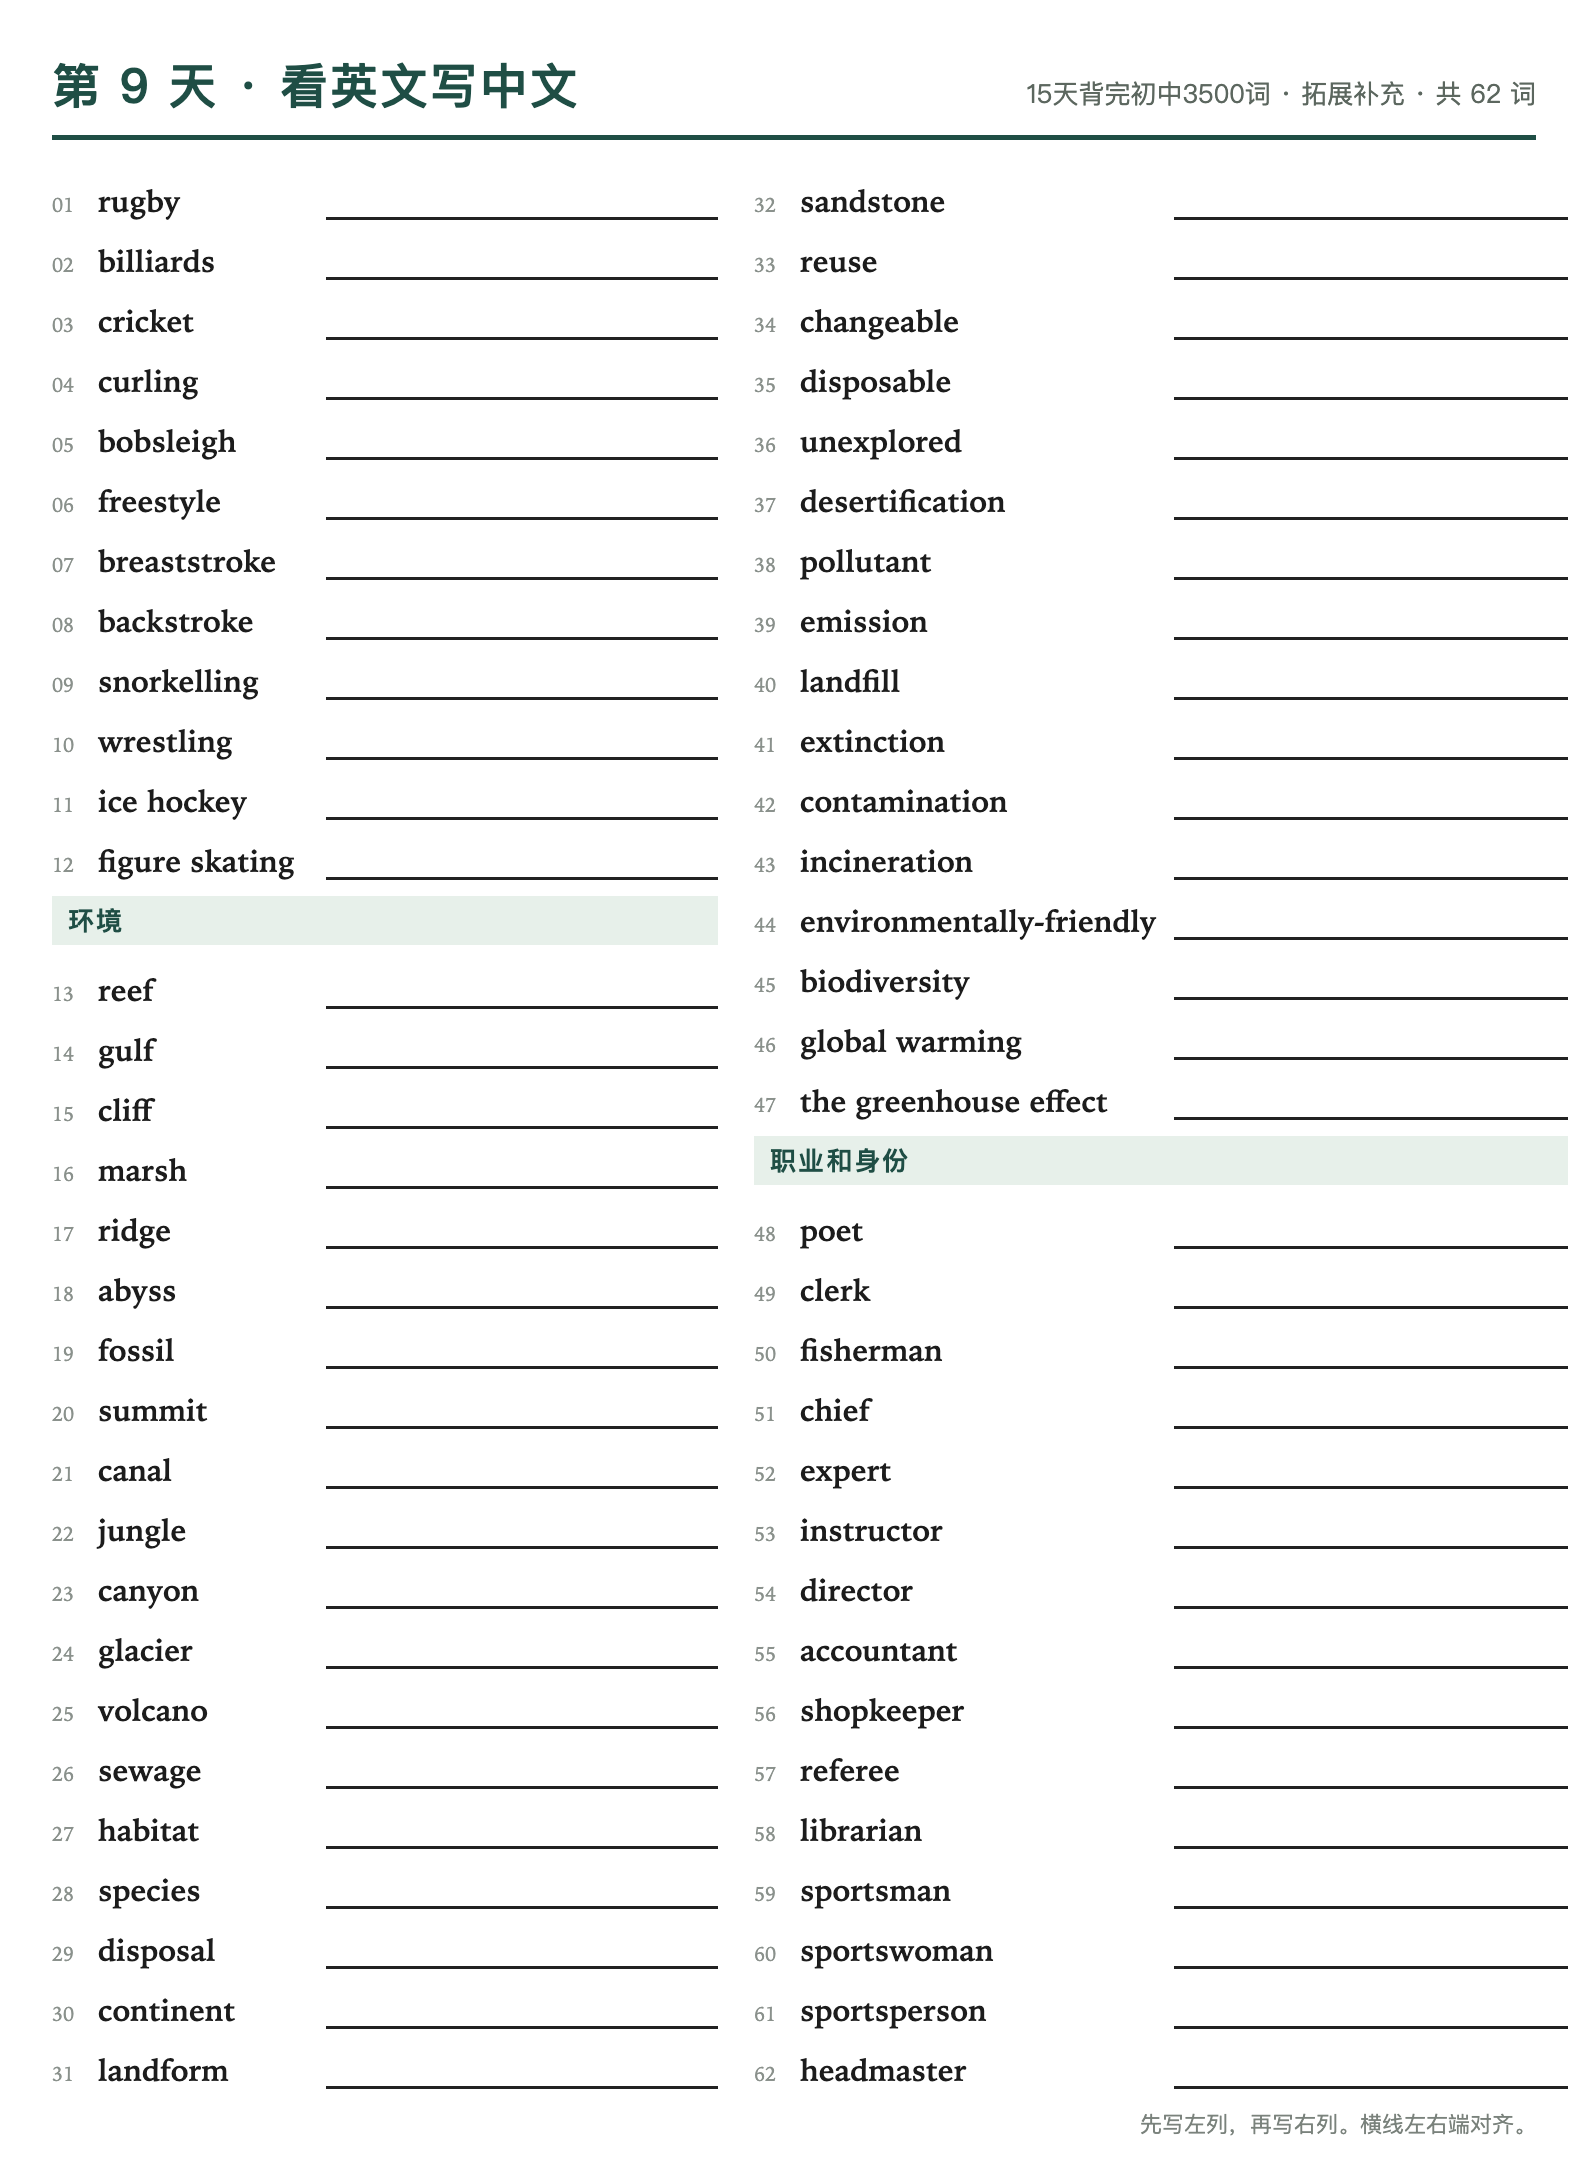 第 9 天 · 看英文写中文
15天背完初中3500词 · 拓展补充 · 共 62 词
01 rugby
02 billiards
03 cricket
04 curling
05 bobsleigh
06 freestyle
07 breaststroke
08 backstroke
09 snorkelling
10 wrestling
11 ice hockey
12 figure skating
环境
13 reef
14 gulf
15 cliff
16 marsh
17 ridge
18 abyss
19 fossil
20 summit
21 canal
22 jungle
23 canyon
24 glacier
25 volcano
26 sewage
27 habitat
28 species
29 disposal
30 continent
31 landform
32 sandstone
33 reuse
34 changeable
35 disposable
36 unexplored
37 desertification
38 pollutant
39 emission
40 landfill
41 extinction
42 contamination
43 incineration
44 environmentally-friendly
45 biodiversity
46 global warming
47 the greenhouse effect
职业和身份
48 poet
49 clerk
50 fisherman
51 chief
52 expert
53 instructor
54 director
55 accountant
56 shopkeeper
57 referee
58 librarian
59 sportsman
60 sportswoman
61 sportsperson
62 headmaster
先写左列，再写右列。横线左右端对齐。